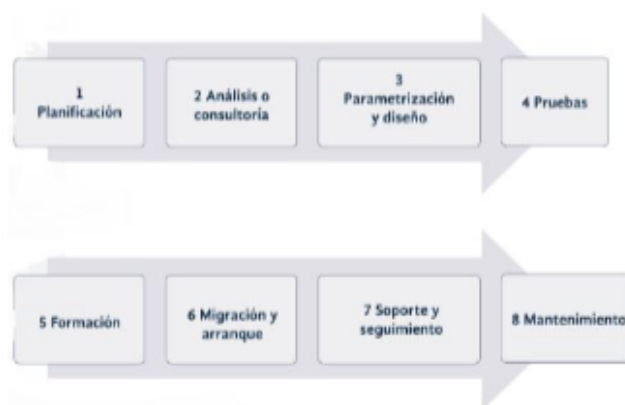 1
Planificación
2 Análisis o
consultoría
3
Parametrización
y diseño
4 Pruebas
5 Formación
6 Migración y
arranque
7 Soporte y
seguimiento
8 Mantenimiento